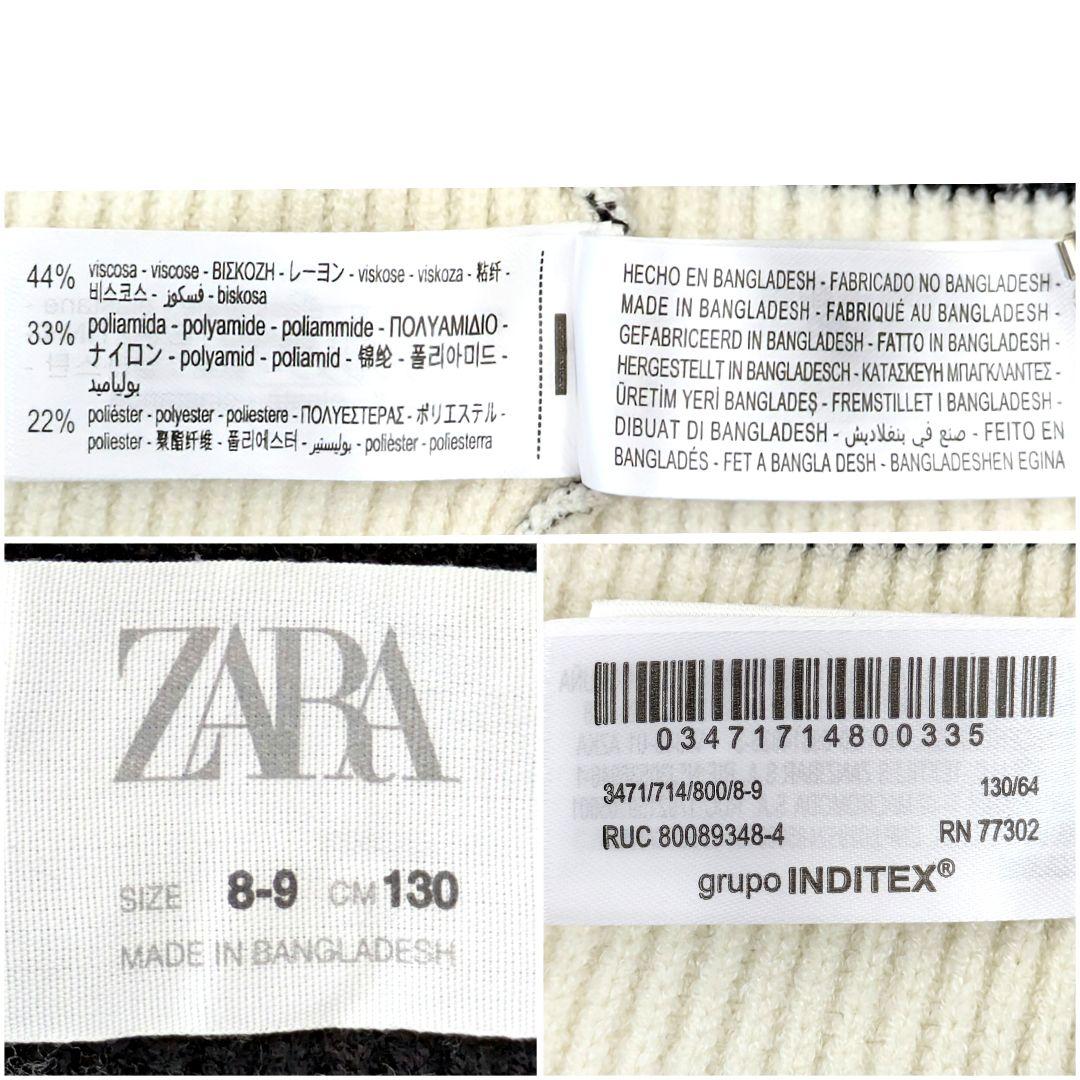 44% viscosa - viscose - ΒΙΣΚΟΖΗ - レーヨン - viskose - viskoza - 粘纤 -
비스코스 - فسكوز - biskosa
33% poliamida - polyamide - poliammide - ΠΟΛΥΑΜΙΔΙΟ -
ナイロン - polyamid - poliamid - 锦纶 - 폴리아미드 -
بولياميد
22% poliéster - polyester - poliestere - ΠΟΛΥΕΣΤΕΡΑΣ - ポリエステル -
poliester - 聚酯纤维 - 폴리에스터 - بوليستير - polièster - poliesterra
HECHO EN BANGLADESH - FABRICADO NO BANGLADESH -
MADE IN BANGLADESH - FABRIQUÉ AU BANGLADESH -
GEFABRICEERD IN BANGLADESH - FATTO IN BANGLADESH -
HERGESTELLT IN BANGLADESCH - ΚΑΤΑΣΚΕΥΗ ΜΠΑΓΚΛΑΝΤΕΣ -
ÜRETİM YERİ BANGLADEŞ - FREMSTILLET I BANGLADESH -
DIBUAT DI BANGLADESH - صنع في بنغلاديش - FEITO EN
BANGLADÉS - FET A BANGLA DESH - BANGLADESHEN EGINA
ZARA
SIZE 8-9 CM 130
MADE IN BANGLADESH
03471714800335
3471/714/800/8-9 130/64
RUC 80089348-4 RN 77302
grupo INDITEX®